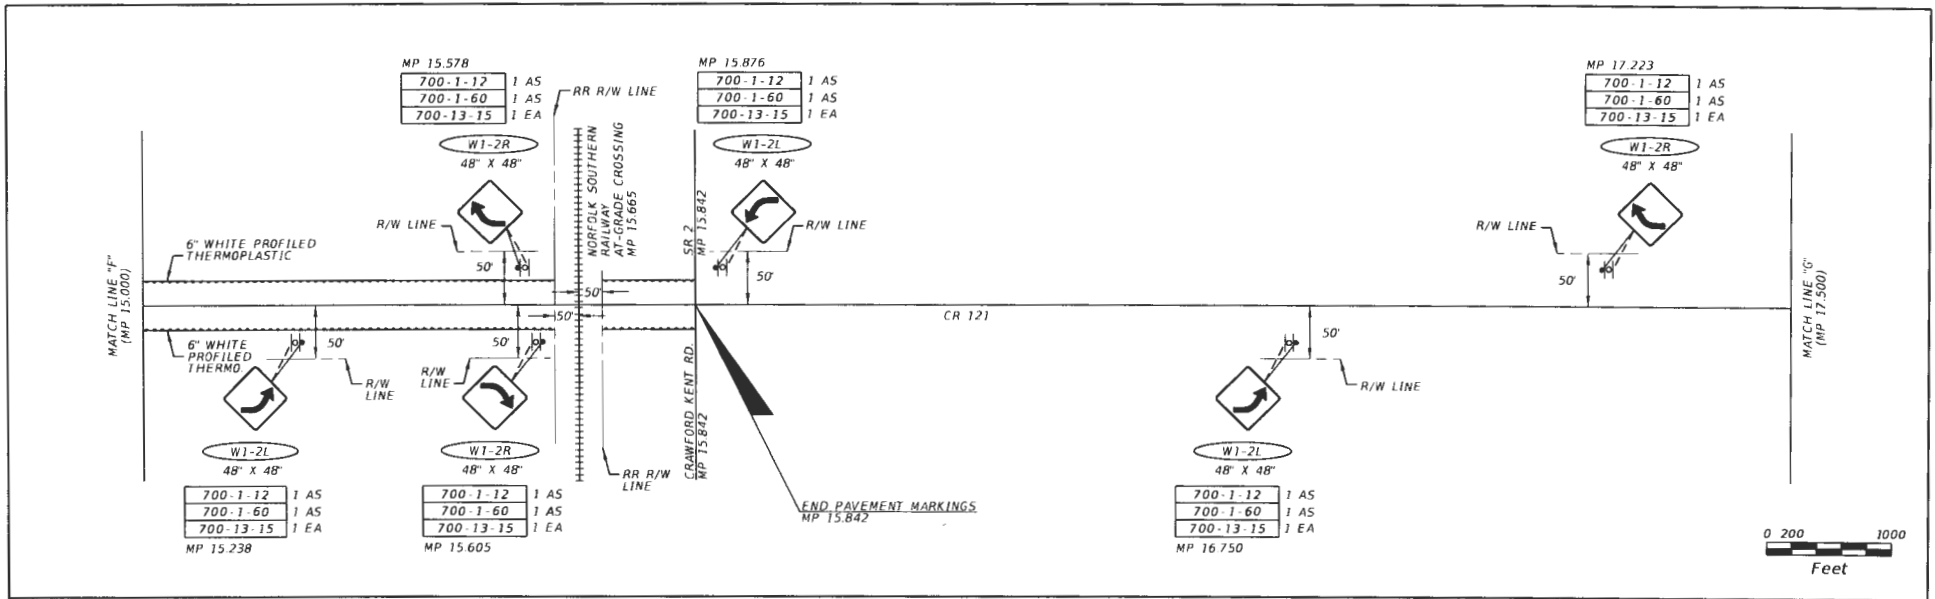 MP 15.578
700-1-12 1 AS
700-1-60 1 AS
700-13-15 1 EA
W1-2R
48" X 48"
R/W LINE
50'
RR R/W LINE
NORFOLK SOUTHERN
RAILWAY
AT-GRADE CROSSING
MP 15.665
MP 15.876
700-1-12 1 AS
700-1-60 1 AS
700-13-15 1 EA
W1-2L
48" X 48"
SR 2
MP 15.842
R/W LINE
50'
MP 17.223
700-1-12 1 AS
700-1-60 1 AS
700-13-15 1 EA
W1-2R
48" X 48"
R/W LINE
50'
6" WHITE PROFILED
THERMOPLASTIC
MATCH LINE "F"
(MP 15.000)
50'
50'
CR 121
MATCH LINE "G"
(MP 17.500)
6" WHITE
PROFILED
THERMO.
50'
R/W
LINE
W1-2L
48" X 48"
700-1-12 1 AS
700-1-60 1 AS
700-13-15 1 EA
MP 15.238
50'
R/W
LINE
W1-2R
48" X 48"
700-1-12 1 AS
700-1-60 1 AS
700-13-15 1 EA
MP 15.605
RR R/W
LINE
CRAWFORD KENT RD.
MP 15.842
END PAVEMENT MARKINGS
MP 15.842
50'
R/W LINE
W1-2L
48" X 48"
700-1-12 1 AS
700-1-60 1 AS
700-13-15 1 EA
MP 16.750
0 200 1000
Feet